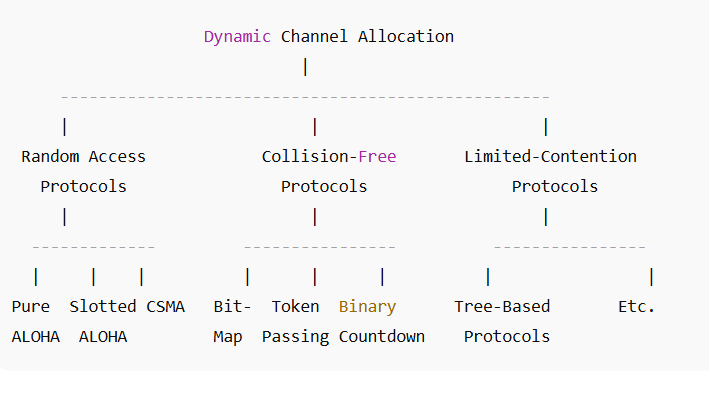 Dynamic Channel Allocation
|
---------------------------------------------------
| | |
Random Access Collision-Free Limited-Contention
Protocols Protocols Protocols
| | |
------------- ---------------- ----------------
| | | | | | | |
Pure Slotted CSMA Bit- Token Binary Tree-Based Etc.
ALOHA ALOHA Map Passing Countdown Protocols